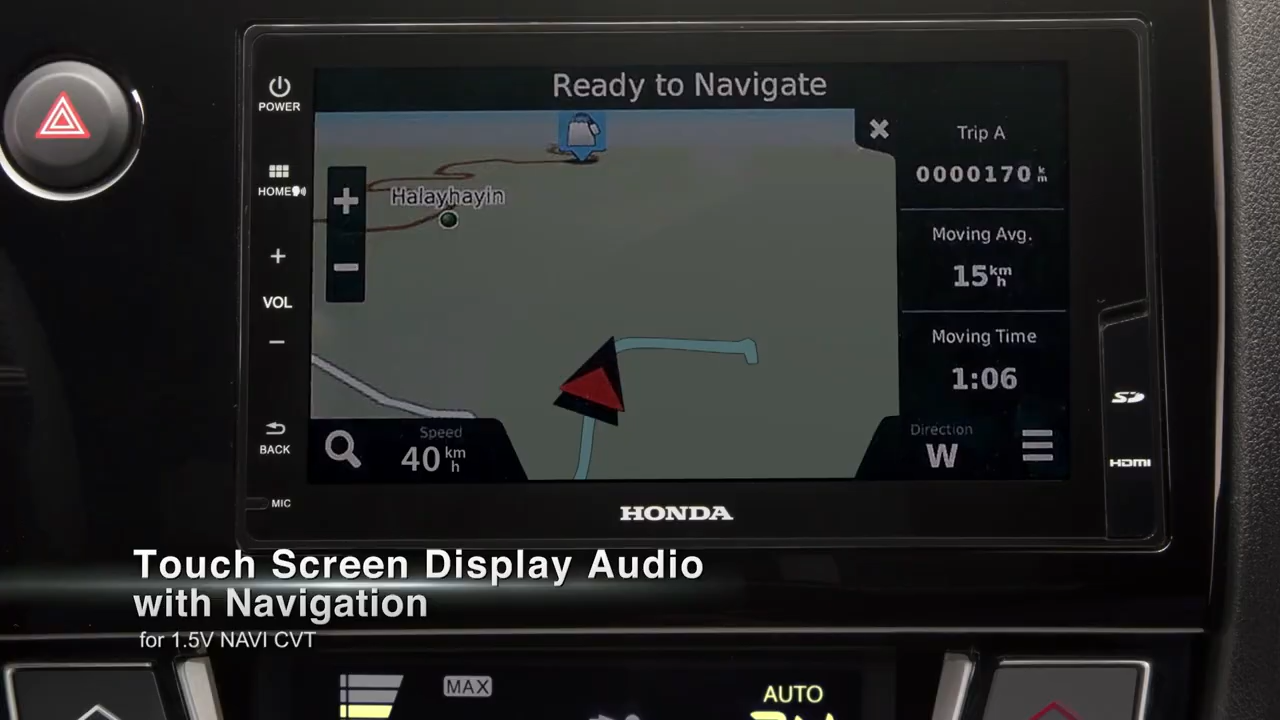 Ready to Navigate
POWER
HOME
+
VOL
−
BACK
MIC
+
−
Halayhayin
Trip A
0000170 km
Moving Avg.
15 km/h
Moving Time
1:06
Speed
40 km/h
Direction
W
SD
HDMI
HONDA
Touch Screen Display Audio
with Navigation
for 1.5V NAVI CVT
MAX
AUTO